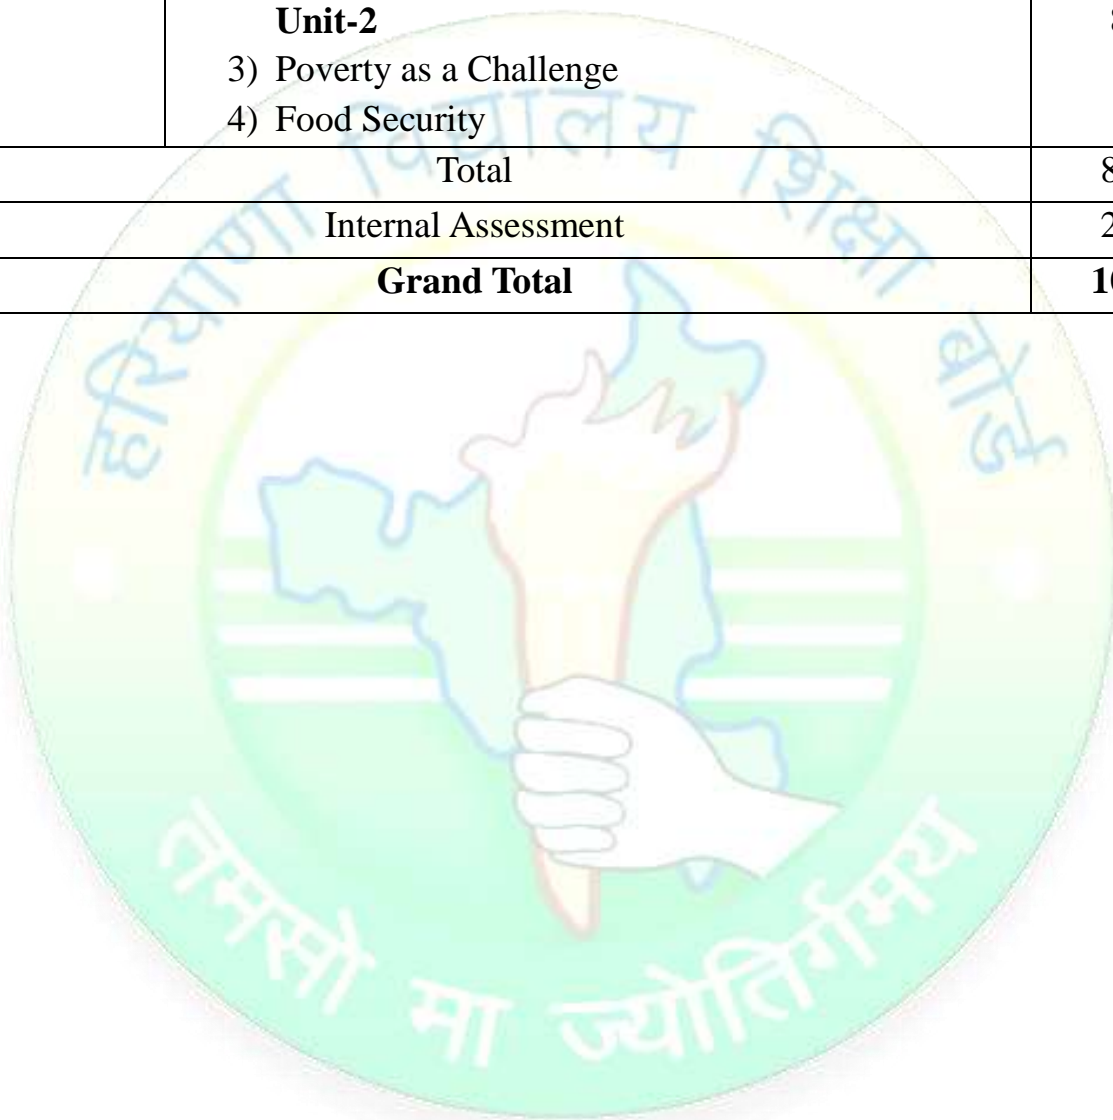 Unit-2
3) Poverty as a Challenge
4) Food Security
Total
Internal Assessment
Grand Total
हरियाणा विद्यालय शिक्षा बोर्ड
तमसो मा ज्योतिर्गमय